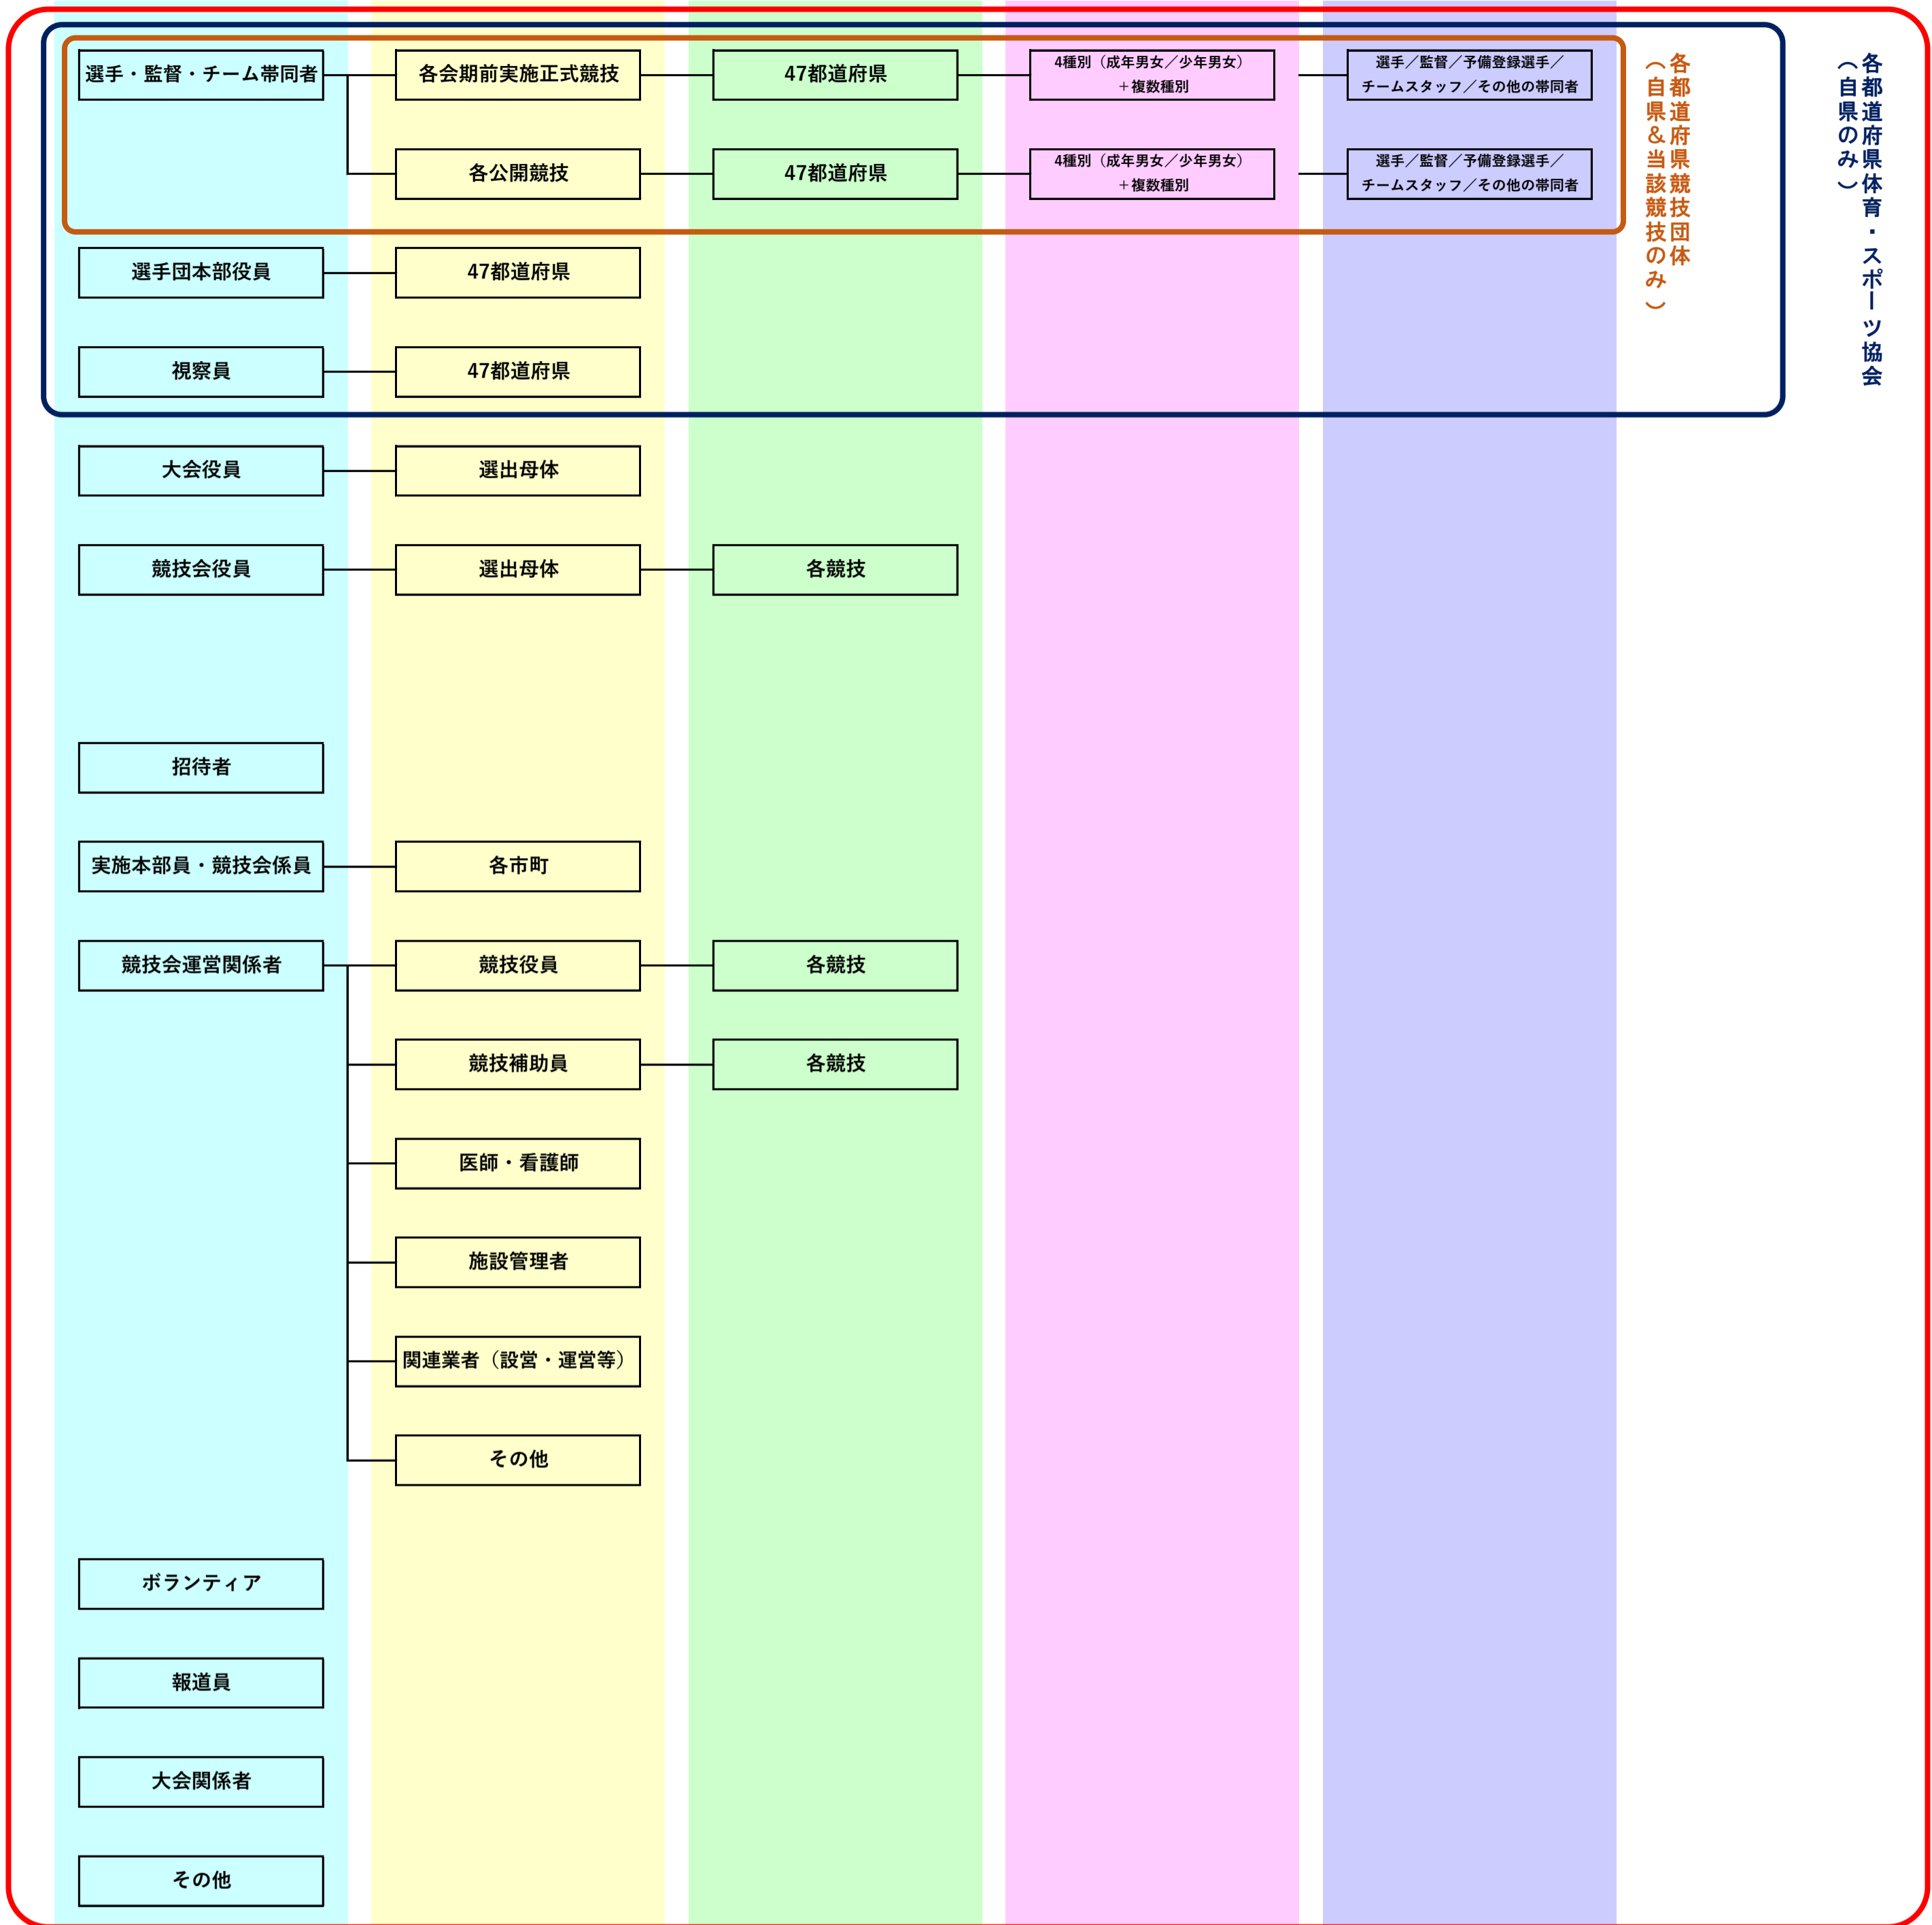 選手・監督・チーム帯同者
各会期前実施正式競技
47都道府県
4種別（成年男女／少年男女）
＋複数種別
選手／監督／予備登録選手／
チームスタッフ／その他の帯同者
各公開競技
47都道府県
4種別（成年男女／少年男女）
＋複数種別
選手／監督／予備登録選手／
チームスタッフ／その他の帯同者
各都道府県競技団体
（自県＆当該競技のみ）
各都道府県体育・スポーツ協会
（自県のみ）
選手団本部役員
47都道府県
視察員
47都道府県
大会役員
選出母体
競技会役員
選出母体
各競技
招待者
実施本部員・競技会係員
各市町
競技会運営関係者
競技役員
各競技
競技補助員
各競技
医師・看護師
施設管理者
関連業者（設営・運営等）
その他
ボランティア
報道員
大会関係者
その他